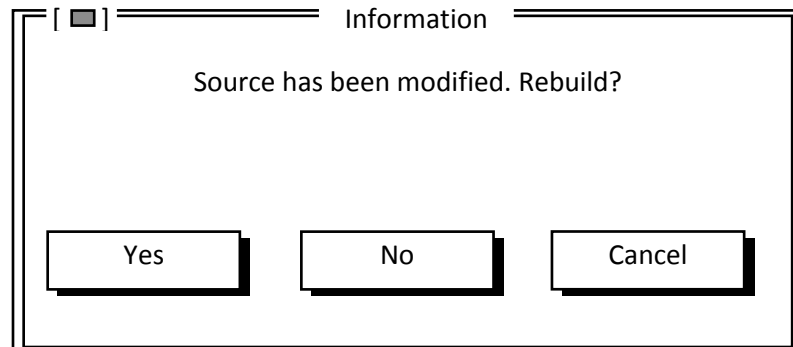 [ ] Information
Source has been modified. Rebuild?
Yes No Cancel